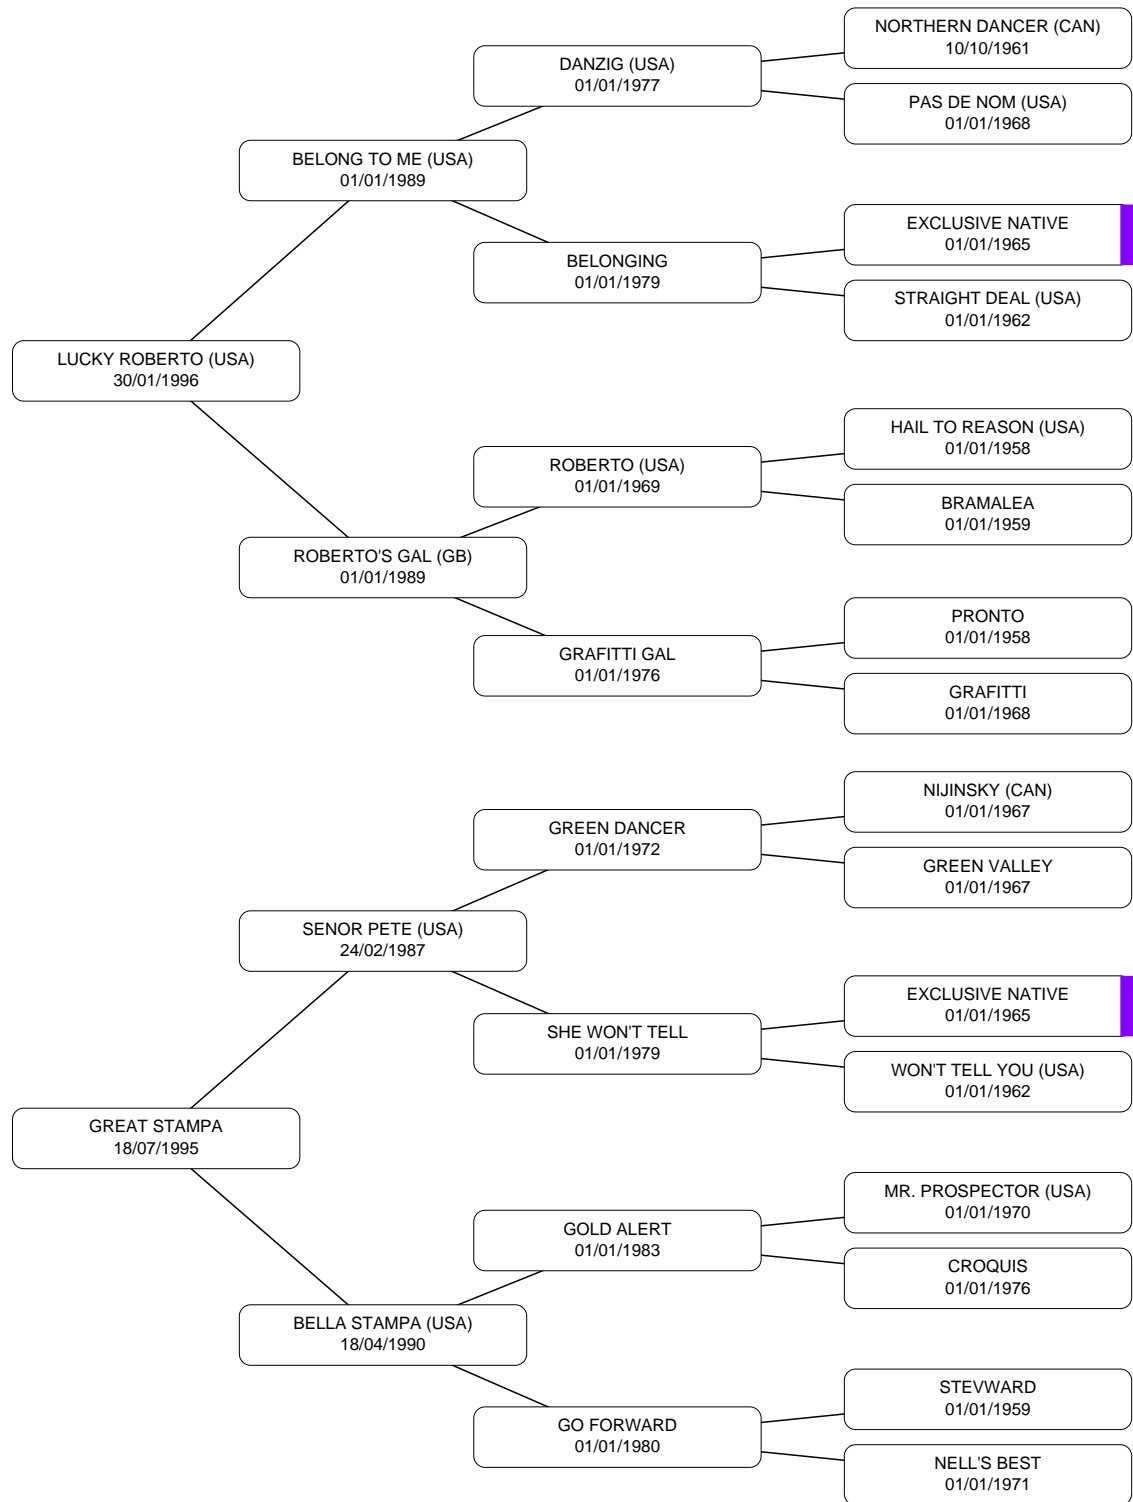 NORTHERN DANCER (CAN)
10/10/1961
DANZIG (USA)
01/01/1977
PAS DE NOM (USA)
01/01/1968
BELONG TO ME (USA)
01/01/1989
EXCLUSIVE NATIVE
01/01/1965
BELONGING
01/01/1979
STRAIGHT DEAL (USA)
01/01/1962
LUCKY ROBERTO (USA)
30/01/1996
HAIL TO REASON (USA)
01/01/1958
ROBERTO (USA)
01/01/1969
BRAMALEA
01/01/1959
ROBERTO'S GAL (GB)
01/01/1989
PRONTO
01/01/1958
GRAFITTI GAL
01/01/1976
GRAFITTI
01/01/1968
NIJINSKY (CAN)
01/01/1967
GREEN DANCER
01/01/1972
GREEN VALLEY
01/01/1967
SENOR PETE (USA)
24/02/1987
EXCLUSIVE NATIVE
01/01/1965
SHE WON'T TELL
01/01/1979
WON'T TELL YOU (USA)
01/01/1962
GREAT STAMPA
18/07/1995
MR. PROSPECTOR (USA)
01/01/1970
GOLD ALERT
01/01/1983
CROQUIS
01/01/1976
BELLA STAMPA (USA)
18/04/1990
STEVWARD
01/01/1959
GO FORWARD
01/01/1980
NELL'S BEST
01/01/1971